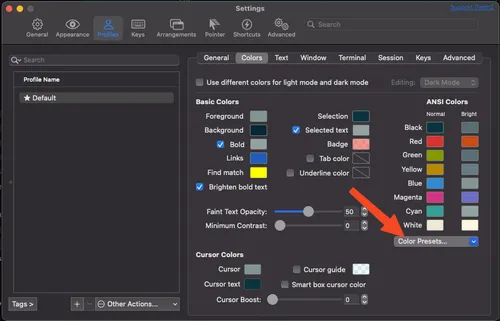 Settings
Support iTerm2
General Appearance Profiles Keys Arrangements Pointer Shortcuts Advanced
Search
Search
Profile Name
★ Default
Tags >
+ − Other Actions...
General Colors Text Window Terminal Session Keys Advanced
Use different colors for light mode and dark mode
Editing: Dark Mode
Basic Colors
Foreground
Background
Bold
Links
Find match
Brighten bold text
Selection
Selected text
Badge
Tab color
Underline color
Faint Text Opacity: 50
Minimum Contrast: 0
Cursor Colors
Cursor
Cursor text
Cursor guide
Smart box cursor color
Cursor Boost: 0
ANSI Colors
Normal Bright
Black
Red
Green
Yellow
Blue
Magenta
Cyan
White
Color Presets...